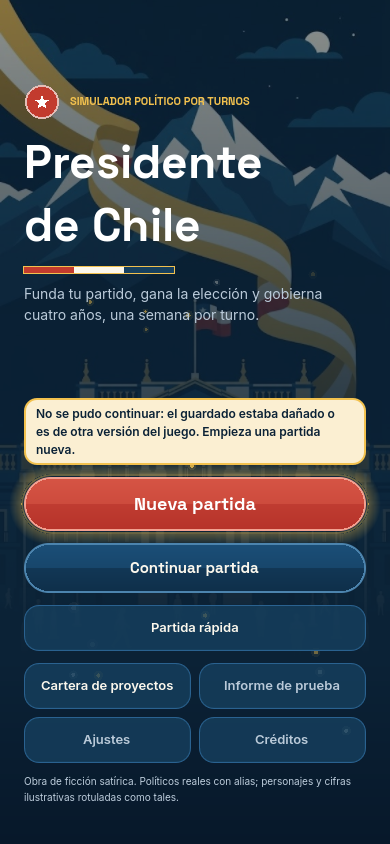 SIMULADOR POLÍTICO POR TURNOS
Presidente
de Chile
Funda tu partido, gana la elección y gobierna
cuatro años, una semana por turno.
No se pudo continuar: el guardado estaba dañado o
es de otra versión del juego. Empieza una partida
nueva.
Nueva partida
Continuar partida
Partida rápida
Cartera de proyectos
Informe de prueba
Ajustes
Créditos
Obra de ficción satírica. Políticos reales con alias; personajes y cifras
ilustrativas rotuladas como tales.